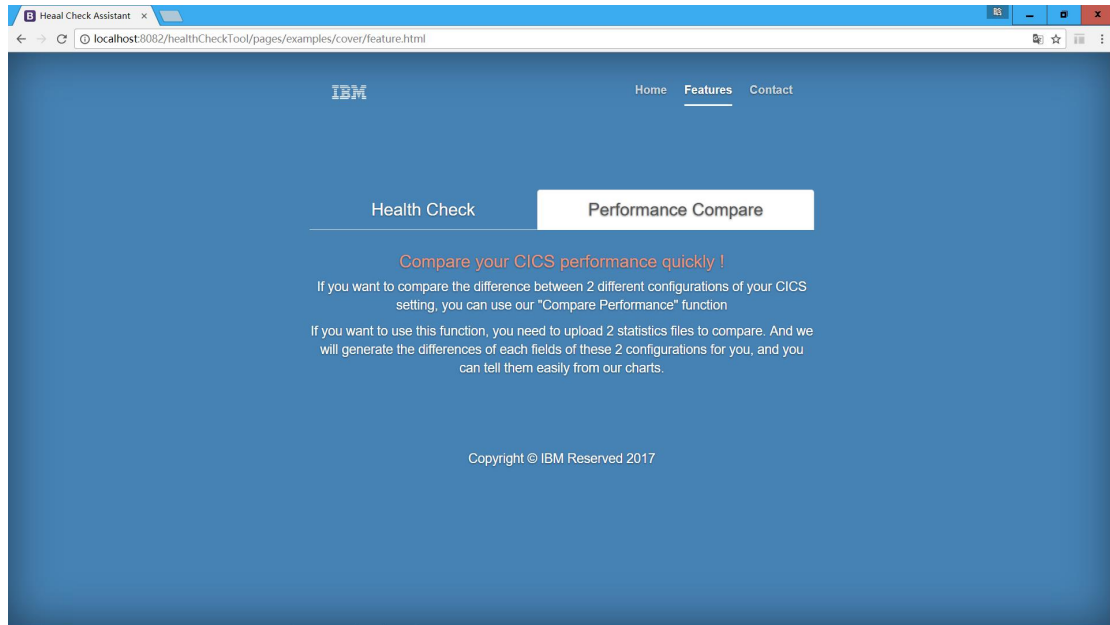 Heaal Check Assistant
localhost:8082/healthCheckTool/pages/examples/cover/feature.html
IBM
Home Features Contact
Health Check Performance Compare
Compare your CICS performance quickly !
If you want to compare the difference between 2 different configurations of your CICS
setting, you can use our "Compare Performance" function
If you want to use this function, you need to upload 2 statistics files to compare. And we
will generate the differences of each fields of these 2 configurations for you, and you
can tell them easily from our charts.
Copyright © IBM Reserved 2017